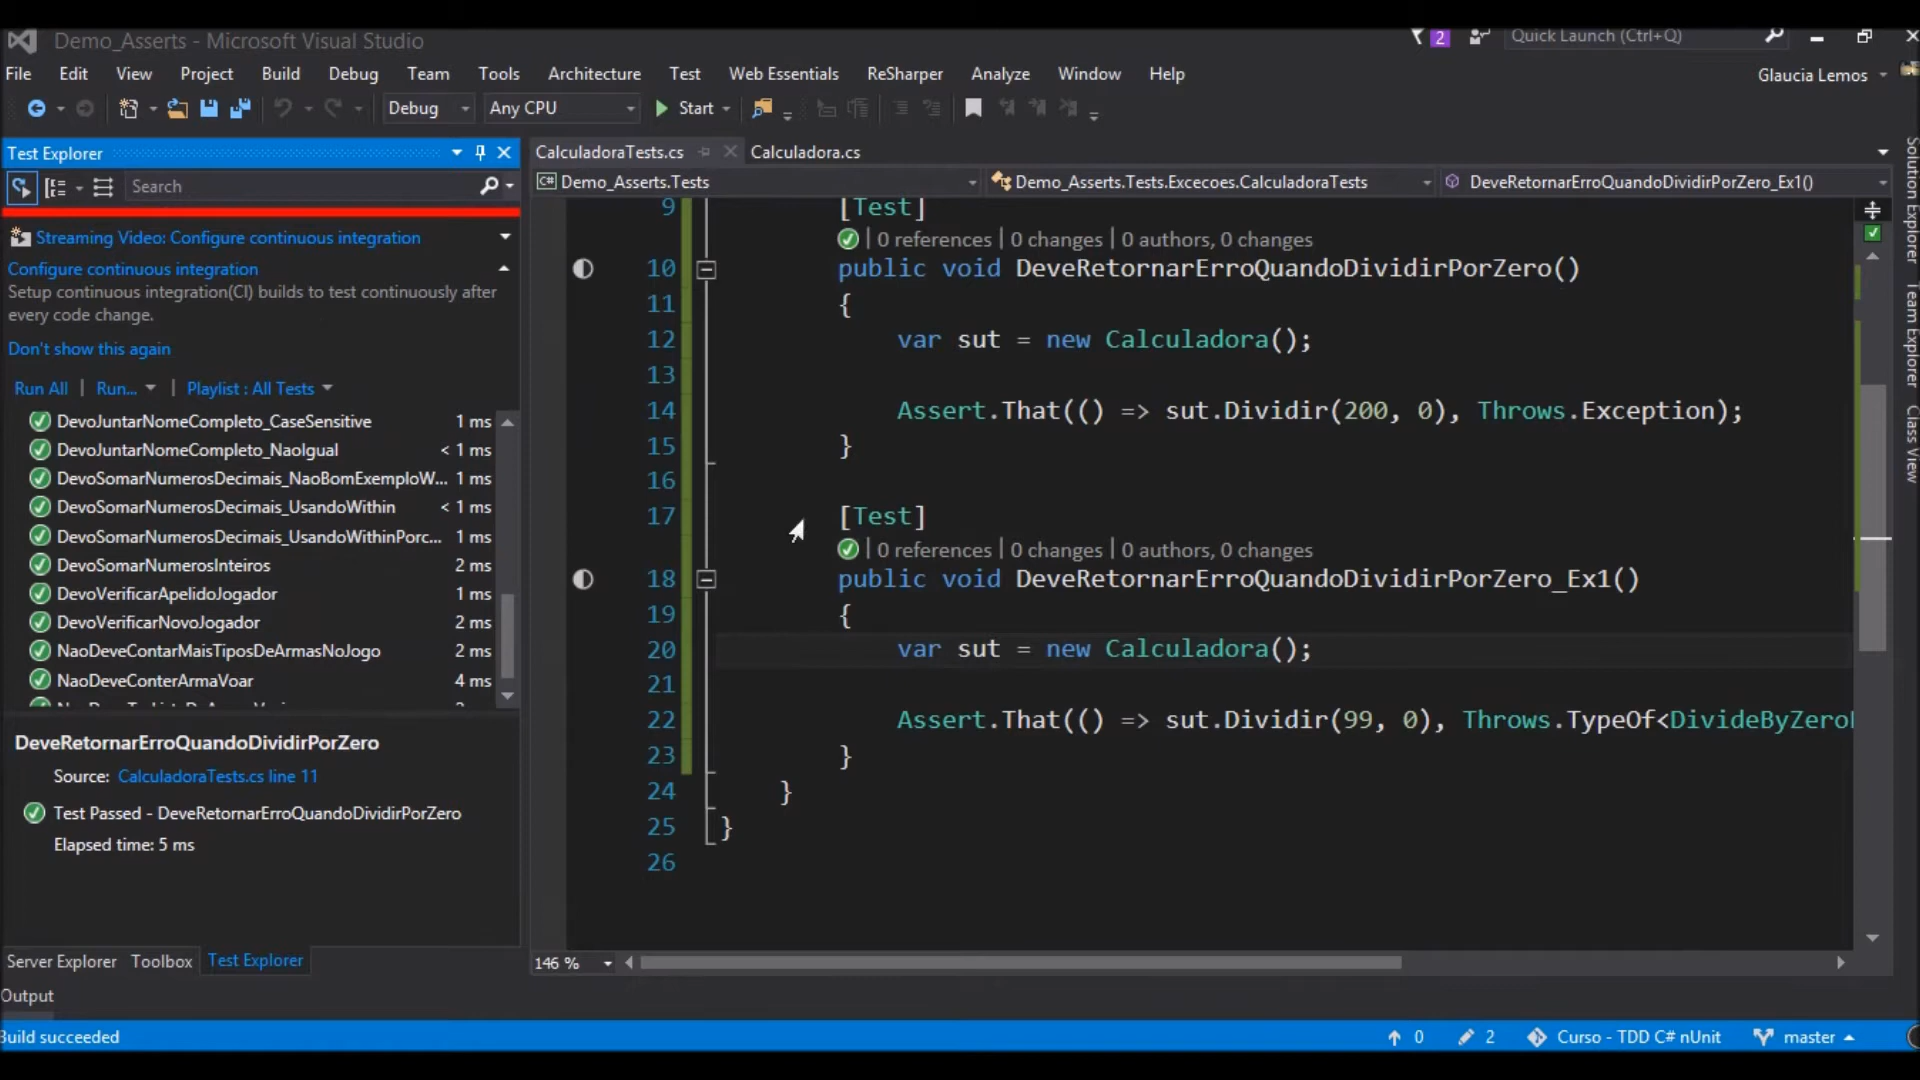 Demo_Asserts - Microsoft Visual Studio
2
Quick Launch (Ctrl+Q)
File Edit View Project Build Debug Team Tools Architecture Test Web Essentials ReSharper Analyze Window Help
Glaucia Lemos
Debug Any CPU Start
Test Explorer
Search
Streaming Video: Configure continuous integration
Configure continuous integration
Setup continuous integration(CI) builds to test continuously after
every code change.
Don't show this again
Run All | Run... | Playlist : All Tests
DevoJuntarNomeCompleto_CaseSensitive 1 ms
DevoJuntarNomeCompleto_NaoIgual < 1 ms
DevoSomarNumerosDecimais_NaoBomExemploW... 1 ms
DevoSomarNumerosDecimais_UsandoWithin < 1 ms
DevoSomarNumerosDecimais_UsandoWithinPorc... 1 ms
DevoSomarNumerosInteiros 2 ms
DevoVerificarApelidoJogador 1 ms
DevoVerificarNovoJogador 2 ms
NaoDeveContarMaisTiposDeArmasNoJogo 2 ms
NaoDeveConterArmaVoar 4 ms
DeveRetornarErroQuandoDividirPorZero
Source: CalculadoraTests.cs line 11
Test Passed - DeveRetornarErroQuandoDividirPorZero
Elapsed time: 5 ms
Server Explorer Toolbox Test Explorer
Output
CalculadoraTests.cs Calculadora.cs
Demo_Asserts.Tests Demo_Asserts.Tests.Excecoes.CalculadoraTests DeveRetornarErroQuandoDividirPorZero_Ex1()
9 [Test]
| 0 references | 0 changes | 0 authors, 0 changes
10 public void DeveRetornarErroQuandoDividirPorZero()
11 {
12 var sut = new Calculadora();
13
14 Assert.That(() => sut.Dividir(200, 0), Throws.Exception);
15 }
16
17 [Test]
| 0 references | 0 changes | 0 authors, 0 changes
18 public void DeveRetornarErroQuandoDividirPorZero_Ex1()
19 {
20 var sut = new Calculadora();
21
22 Assert.That(() => sut.Dividir(99, 0), Throws.TypeOf<DivideByZero
23 }
24 }
25 }
26
146 %
Solution Explorer
Team Explorer
Class View
Build succeeded
0 2 Curso - TDD C# nUnit master